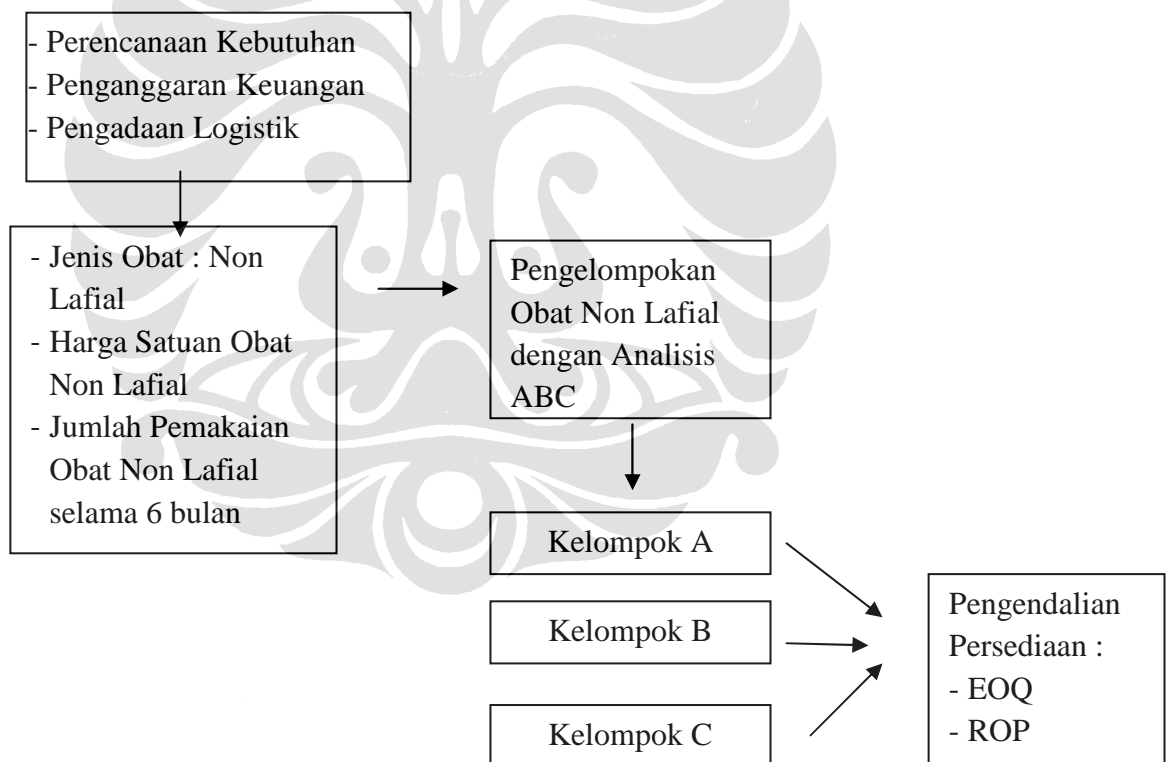 - Perencanaan Kebutuhan
- Penganggaran Keuangan
- Pengadaan Logistik
- Jenis Obat : Non
Lafial
- Harga Satuan Obat
Non Lafial
- Jumlah Pemakaian
Obat Non Lafial
selama 6 bulan
Pengelompokan
Obat Non Lafial
dengan Analisis
ABC
Kelompok A
Kelompok B
Kelompok C
Pengendalian
Persediaan :
- EOQ
- ROP